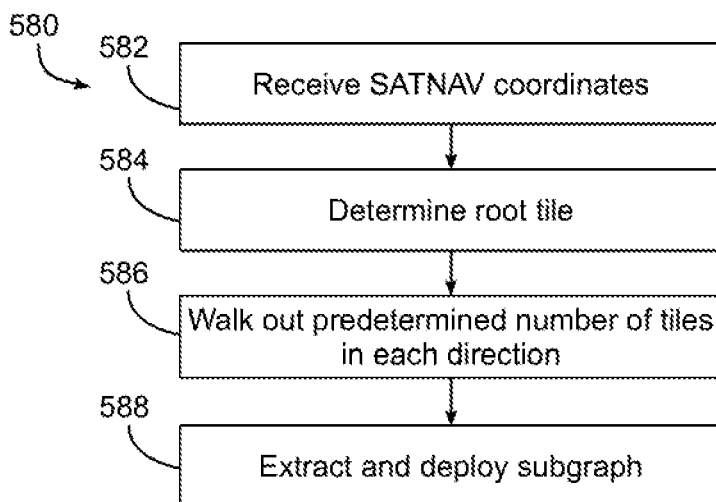 580
582
Receive SATNAV coordinates
584
Determine root tile
586
Walk out predetermined number of tiles
in each direction
588
Extract and deploy subgraph